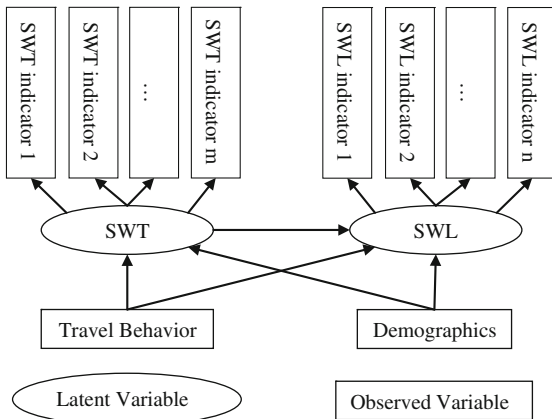 SWT indicator 1
SWT indicator 2
…
SWT indicator m
SWL indicator 1
SWL indicator 2
…
SWL indicator n
SWT
SWL
Travel Behavior
Demographics
Latent Variable
Observed Variable